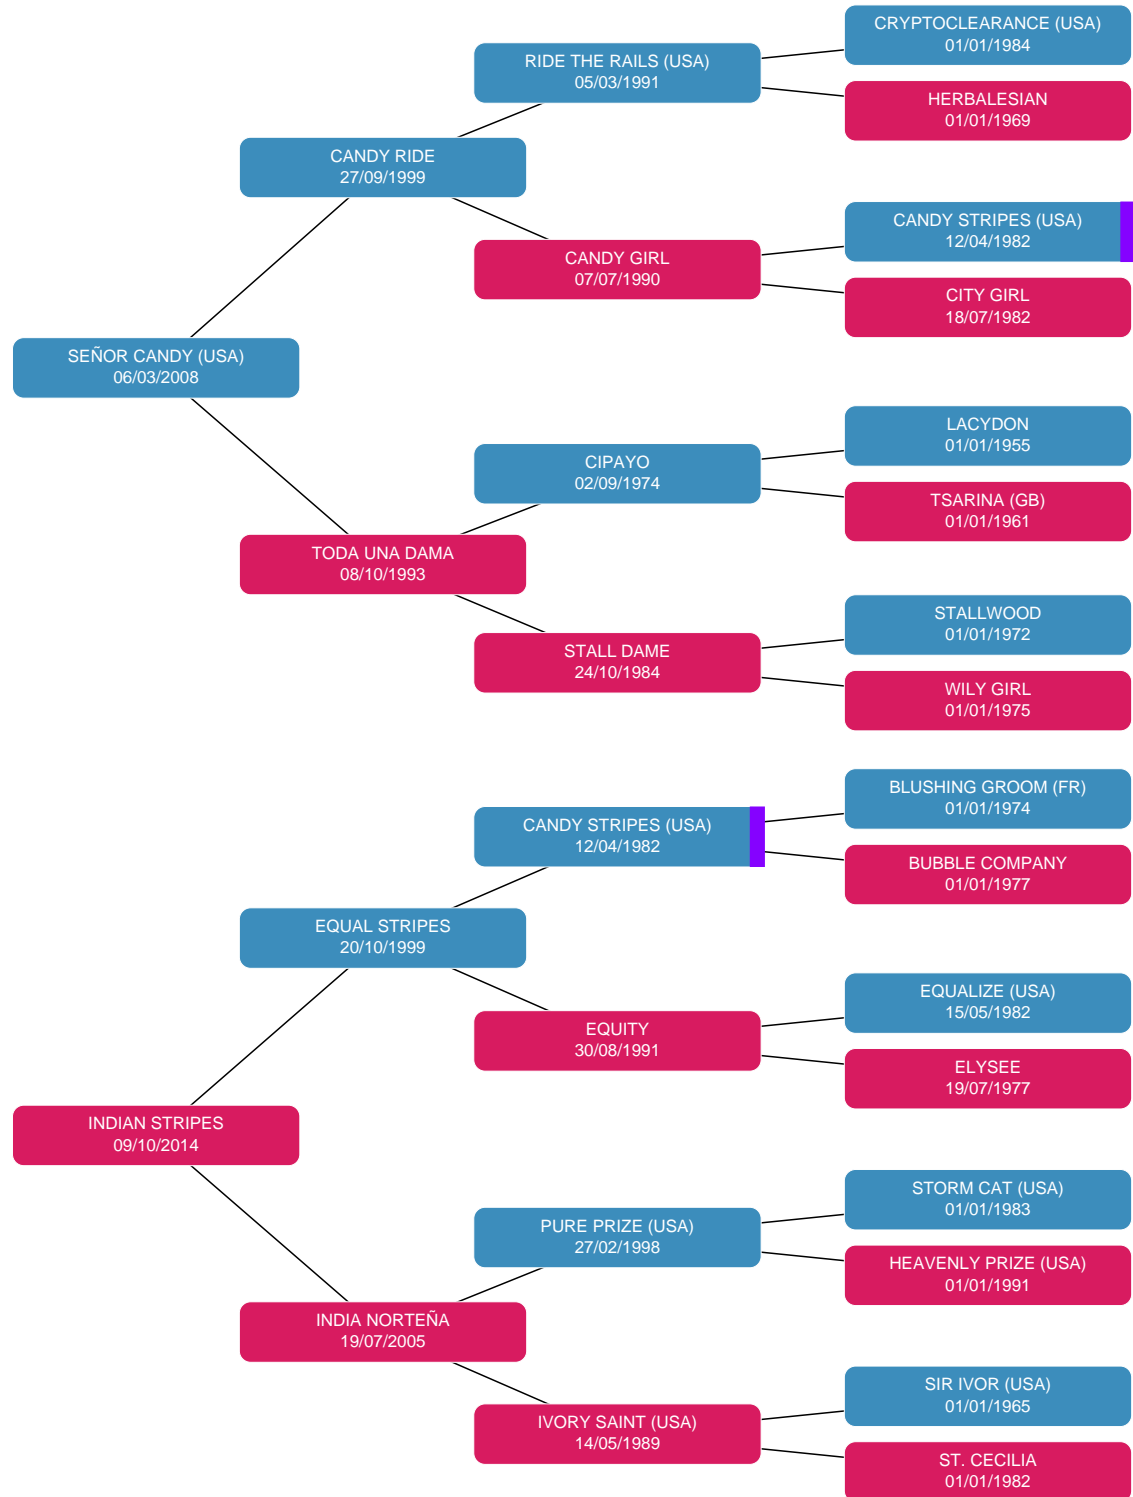 CRYPTOCLEARANCE (USA)
01/01/1984
RIDE THE RAILS (USA)
05/03/1991
HERBALESIAN
01/01/1969
CANDY RIDE
27/09/1999
CANDY STRIPES (USA)
12/04/1982
CANDY GIRL
07/07/1990
CITY GIRL
18/07/1982
SEÑOR CANDY (USA)
06/03/2008
LACYDON
01/01/1955
CIPAYO
02/09/1974
TSARINA (GB)
01/01/1961
TODA UNA DAMA
08/10/1993
STALLWOOD
01/01/1972
STALL DAME
24/10/1984
WILY GIRL
01/01/1975
BLUSHING GROOM (FR)
01/01/1974
CANDY STRIPES (USA)
12/04/1982
BUBBLE COMPANY
01/01/1977
EQUAL STRIPES
20/10/1999
EQUALIZE (USA)
15/05/1982
EQUITY
30/08/1991
ELYSEE
19/07/1977
INDIAN STRIPES
09/10/2014
STORM CAT (USA)
01/01/1983
PURE PRIZE (USA)
27/02/1998
HEAVENLY PRIZE (USA)
01/01/1991
INDIA NORTEÑA
19/07/2005
SIR IVOR (USA)
01/01/1965
IVORY SAINT (USA)
14/05/1989
ST. CECILIA
01/01/1982